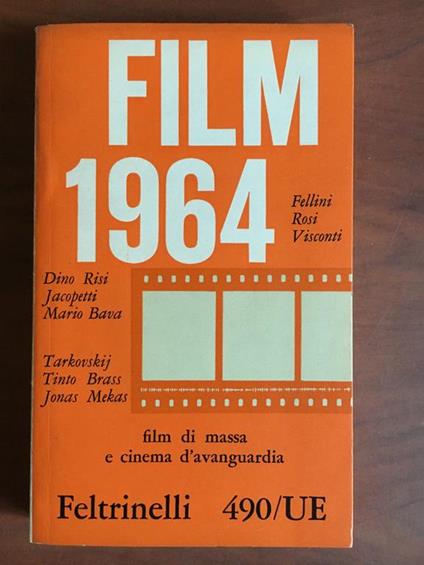 FILM
1964
Fellini
Rosi
Visconti
Dino Risi
Jacopetti
Mario Bava
Tarkovskij
Tinto Brass
Jonas Mekas
film di massa
e cinema d'avanguardia
Feltrinelli 490/UE